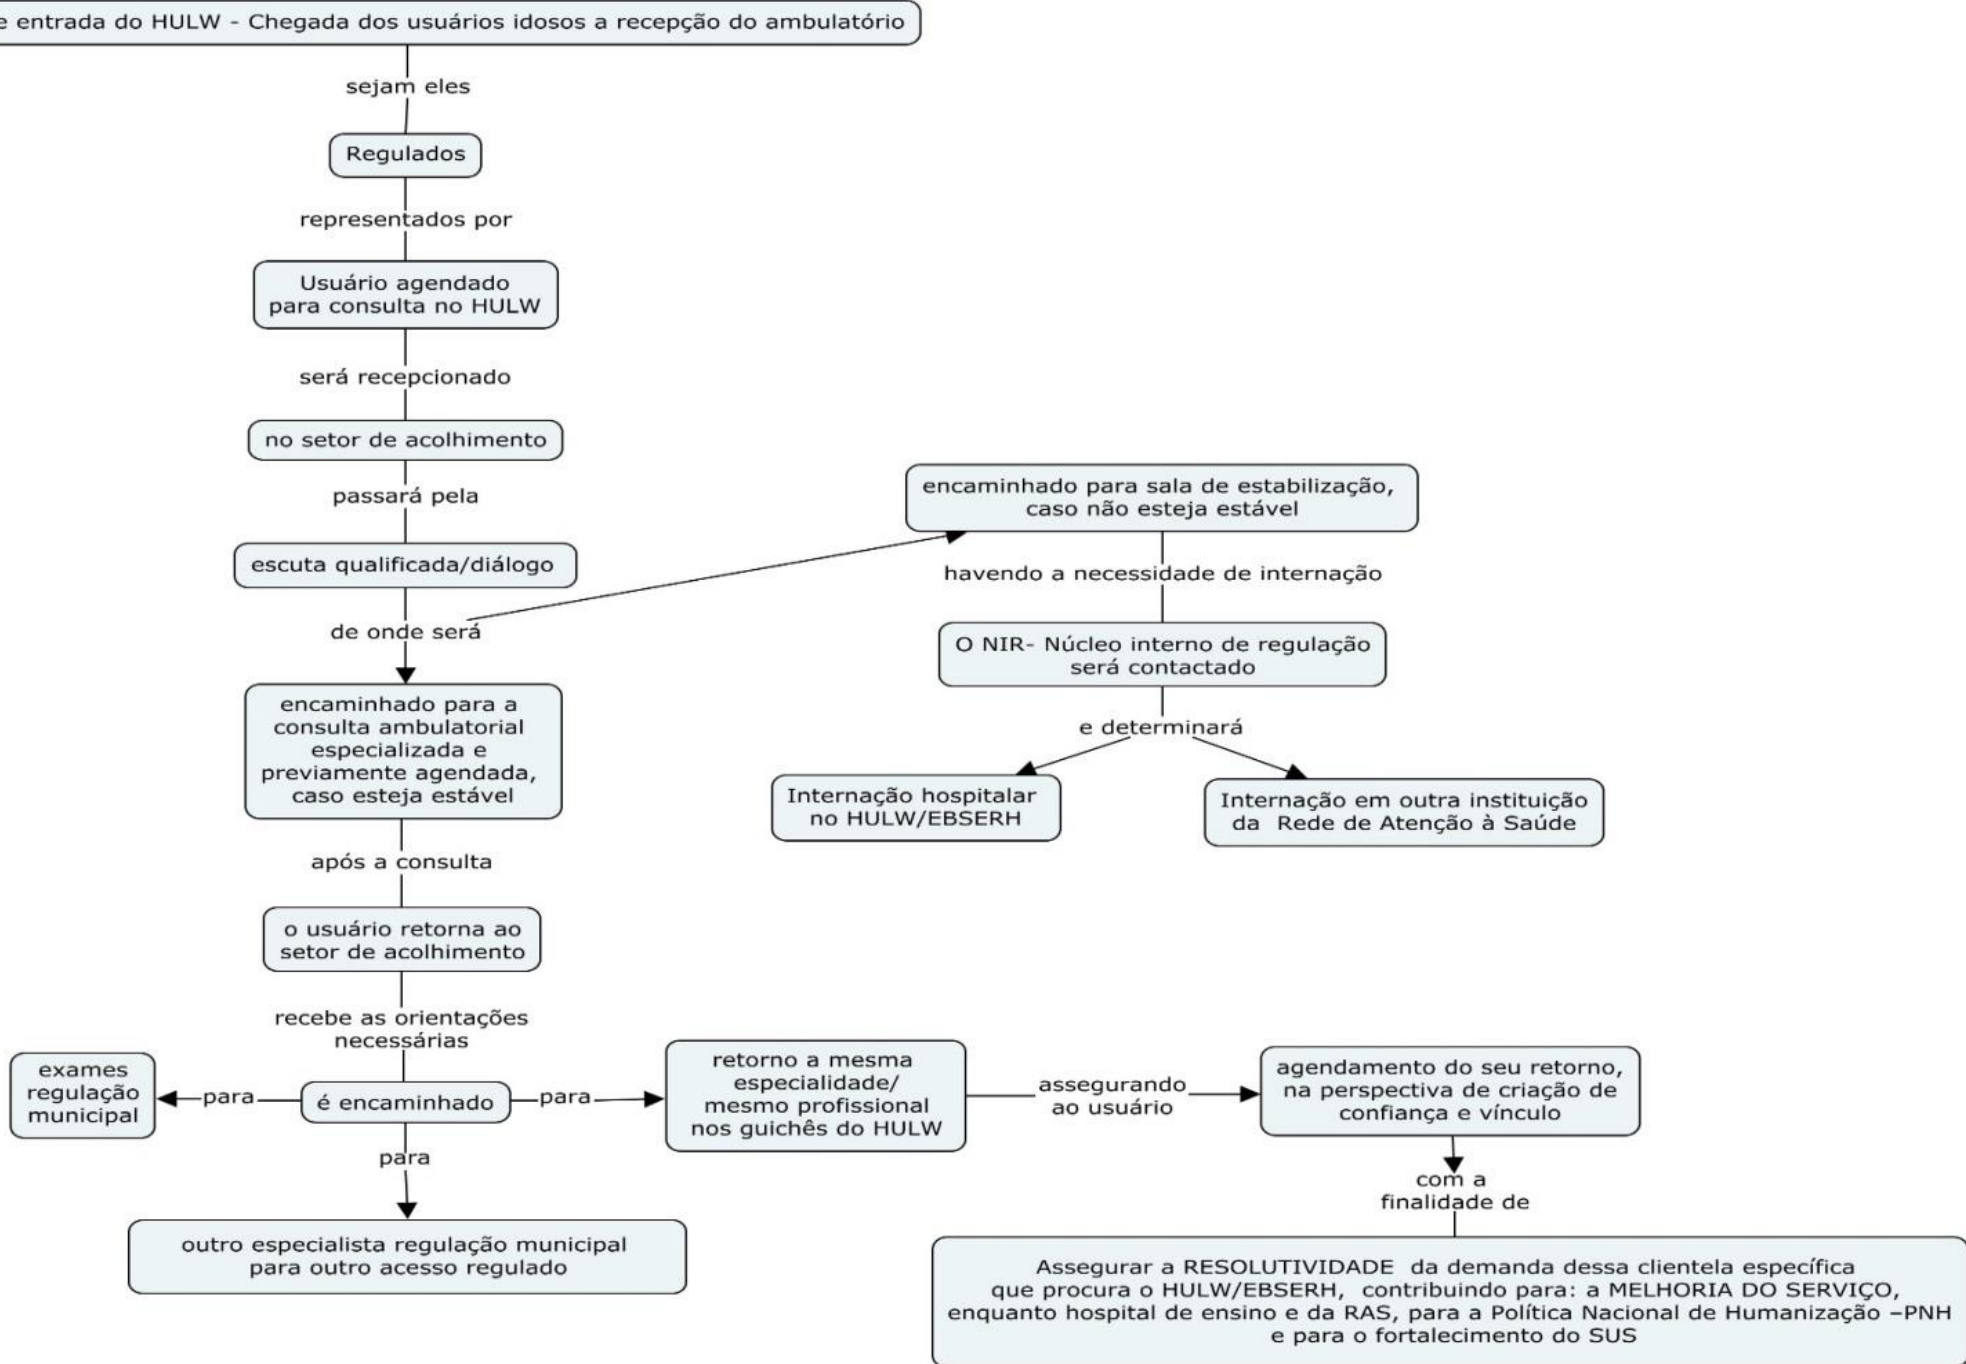 e entrada do HULW - Chegada dos usuários idosos a recepção do ambulatório
sejam eles
Regulados
representados por
Usuário agendado
para consulta no HULW
será recepcionado
no setor de acolhimento
passará pela
escuta qualificada/diálogo
de onde será
encaminhado para sala de estabilização,
caso não esteja estável
havendo a necessidade de internação
O NIR- Núcleo interno de regulação
será contactado
e determinará
Internação hospitalar
no HULW/EBSERH
Internação em outra instituição
da Rede de Atenção à Saúde
encaminhado para a
consulta ambulatorial
especializada e
previamente agendada,
caso esteja estável
após a consulta
o usuário retorna ao
setor de acolhimento
recebe as orientações
necessárias
é encaminhado
para
exames
regulação
municipal
para
outro especialista regulação municipal
para outro acesso regulado
para
retorno a mesma
especialidade/
mesmo profissional
nos guichês do HULW
assegurando
ao usuário
agendamento do seu retorno,
na perspectiva de criação de
confiança e vínculo
com a
finalidade de
Assegurar a RESOLUTIVIDADE da demanda dessa clientela específica
que procura o HULW/EBSERH, contribuindo para: a MELHORIA DO SERVIÇO,
enquanto hospital de ensino e da RAS, para a Política Nacional de Humanização –PNH
e para o fortalecimento do SUS